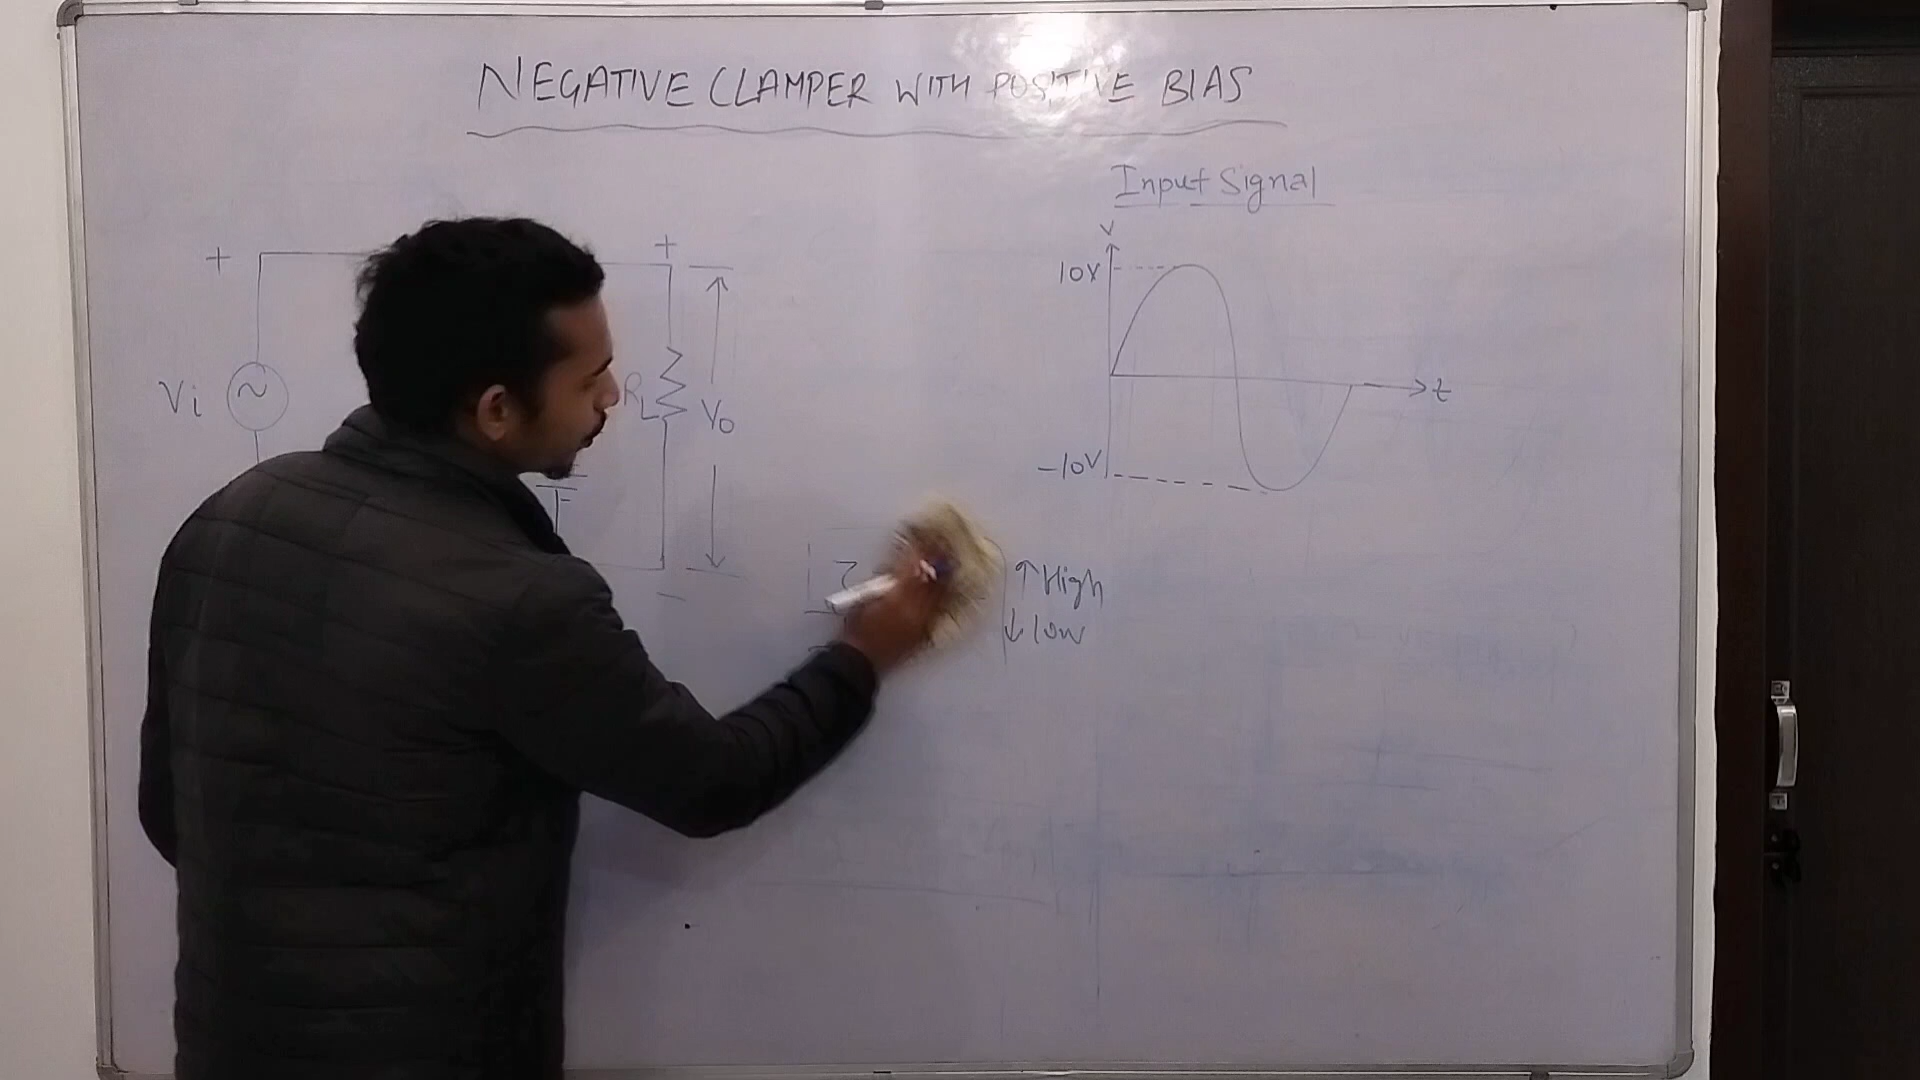 NEGATIVE CLAMPER WITH POSITIVE BIAS
Input Signal
V
10V
-10V
t
+
+
Vi
~
RL
Vo
-
↑ High
↓ low